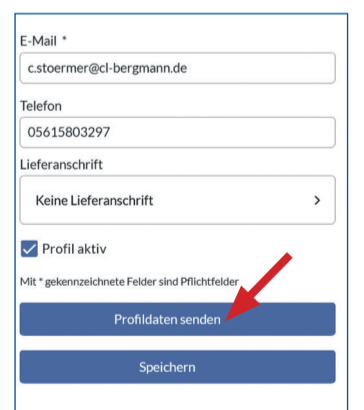 E-Mail *
c.stoermer@cl-bergmann.de
Telefon
05615803297
Lieferanschrift
Keine Lieferanschrift
Profil aktiv
Mit * gekennzeichnete Felder sind Pflichtfelder
Profildaten senden
Speichern